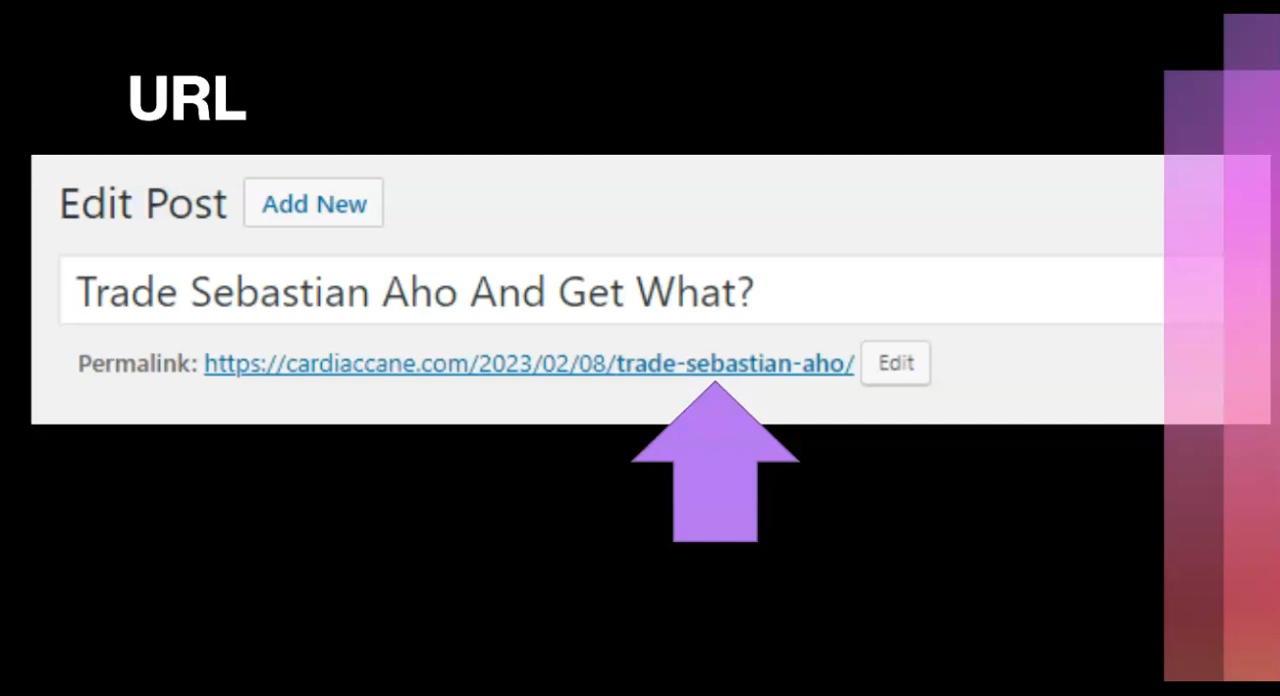 URL
Edit Post Add New
Trade Sebastian Aho And Get What?
Permalink: https://cardiaccane.com/2023/02/08/trade-sebastian-aho/ Edit